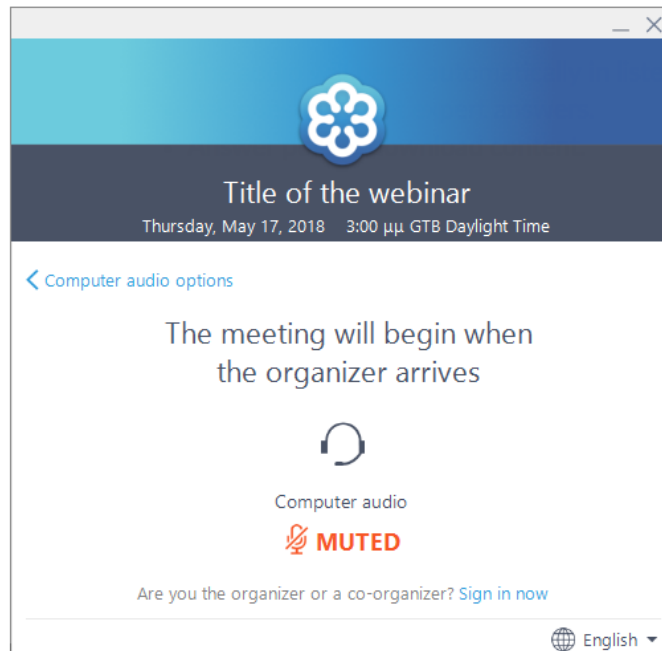 Title of the webinar
Thursday, May 17, 2018 3:00 μμ GTB Daylight Time
Computer audio options
The meeting will begin when
the organizer arrives
Computer audio
MUTED
Are you the organizer or a co-organizer? Sign in now
English